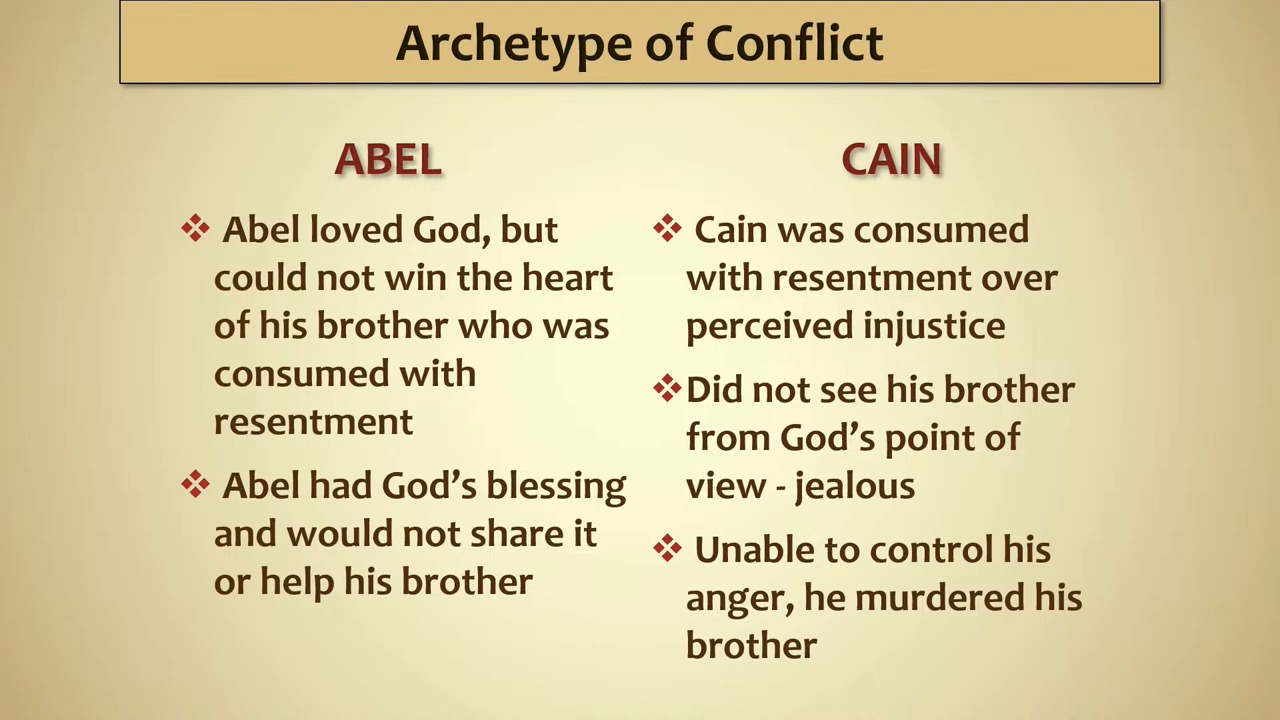 Archetype of Conflict
ABEL
Abel loved God, but
could not win the heart
of his brother who was
consumed with
resentment
Abel had God’s blessing
and would not share it
or help his brother
CAIN
Cain was consumed
with resentment over
perceived injustice
Did not see his brother
from God’s point of
view - jealous
Unable to control his
anger, he murdered his
brother